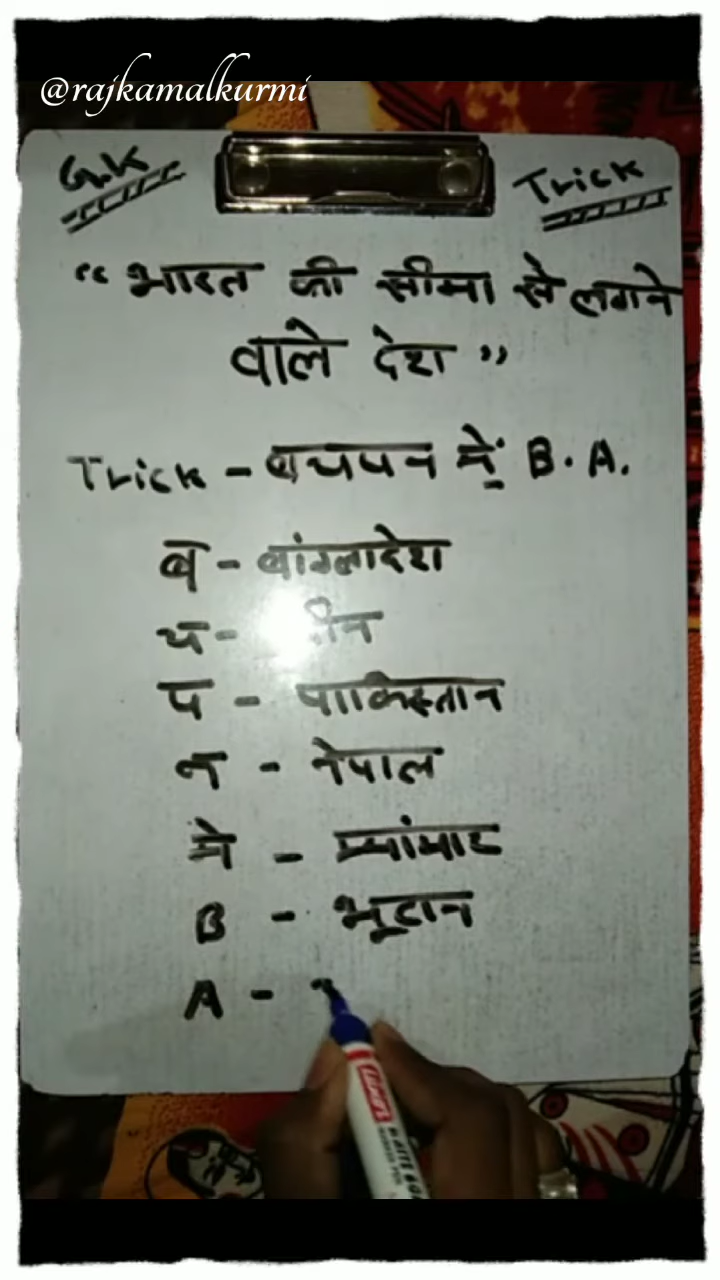 @rajkamalkurmi
G.K
Trick
“भारत की सीमा से लगने
वाले देश”
Trick - बचपन में B.A.
ब - बांग्लादेश
च -
प - पाकिस्तान
न - नेपाल
मे - म्यांमार
B - भूटान
A -